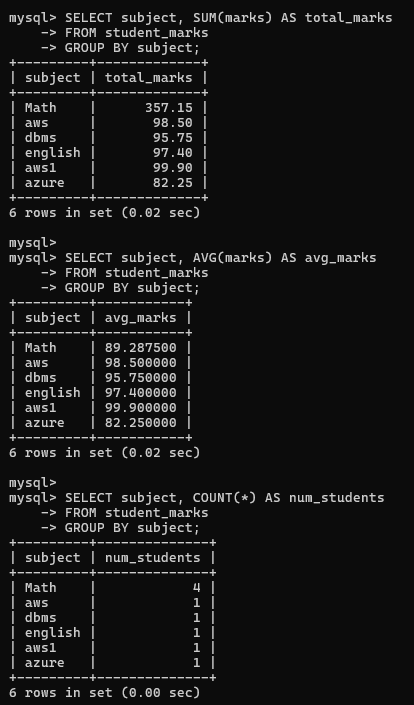 mysql> SELECT subject, SUM(marks) AS total_marks
    -> FROM student_marks
    -> GROUP BY subject;
+---------+-------------+
| subject | total_marks |
+---------+-------------+
| Math    |      357.15 |
| aws     |       98.50 |
| dbms    |       95.75 |
| english |       97.40 |
| aws1    |       99.90 |
| azure   |       82.25 |
+---------+-------------+
6 rows in set (0.02 sec)

mysql>
mysql> SELECT subject, AVG(marks) AS avg_marks
    -> FROM student_marks
    -> GROUP BY subject;
+---------+-----------+
| subject | avg_marks |
+---------+-----------+
| Math    | 89.287500 |
| aws     | 98.500000 |
| dbms    | 95.750000 |
| english | 97.400000 |
| aws1    | 99.900000 |
| azure   | 82.250000 |
+---------+-----------+
6 rows in set (0.02 sec)

mysql>
mysql> SELECT subject, COUNT(*) AS num_students
    -> FROM student_marks
    -> GROUP BY subject;
+---------+--------------+
| subject | num_students |
+---------+--------------+
| Math    |            4 |
| aws     |            1 |
| dbms    |            1 |
| english |            1 |
| aws1    |            1 |
| azure   |            1 |
+---------+--------------+
6 rows in set (0.00 sec)